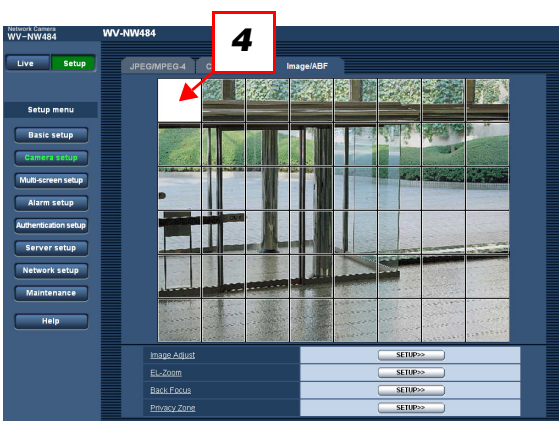 Network Camera
WV-NW484
WV-NW484
4
Live
Setup
JPEG/MPEG-4
C
Image/ABF
Setup menu
Basic setup
Camera setup
Multi-screen setup
Alarm setup
Authentication setup
Server setup
Network setup
Maintenance
Help
Image Adjust
SETUP>>
EL-Zoom
SETUP>>
Back Focus
SETUP>>
Privacy Zone
SETUP>>